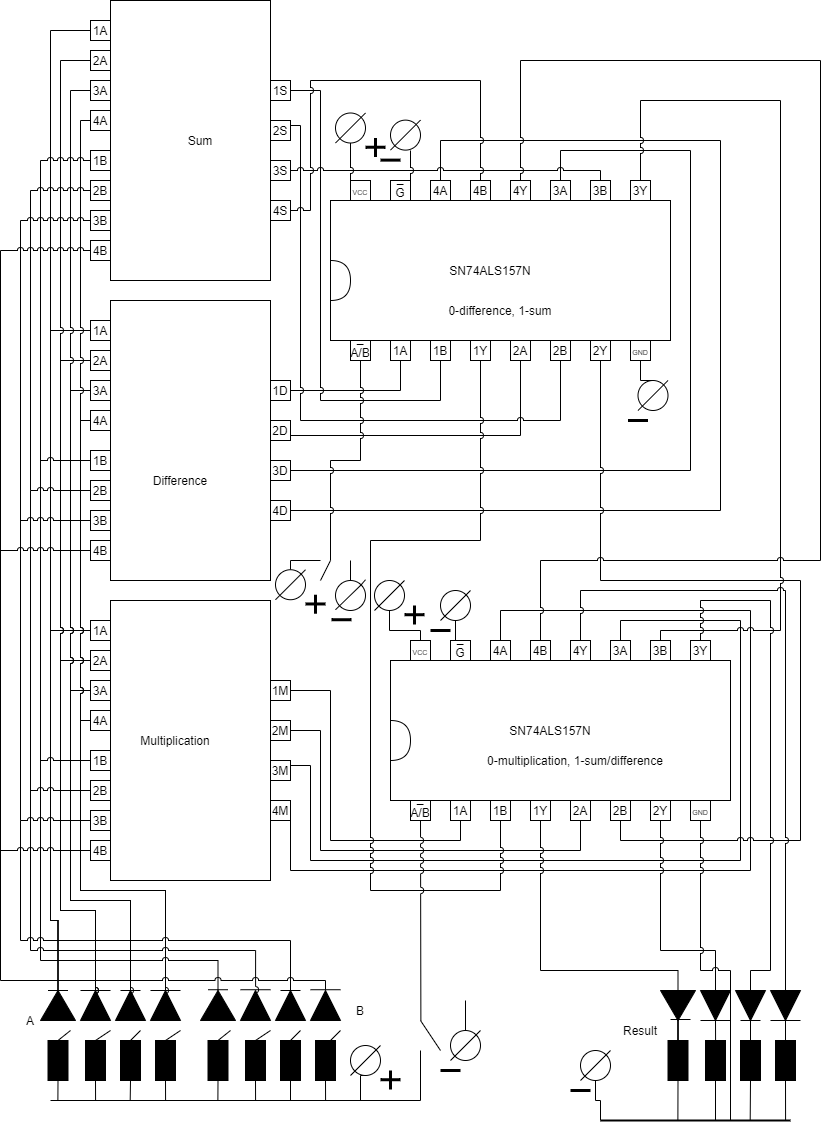 1A
2A
3A
4A
1B
2B
3B
4B
Sum
1S
2S
3S
4S
+
−
VCC
G̅
4A
4B
4Y
3A
3B
3Y
SN74ALS157N
0-difference, 1-sum
A̅/B
1A
1B
1Y
2A
2B
2Y
GND
−
1A
2A
3A
4A
1B
2B
3B
4B
Difference
1D
2D
3D
4D
+
−
+
−
1A
2A
3A
4A
1B
2B
3B
4B
Multiplication
1M
2M
3M
4M
VCC
G̅
4A
4B
4Y
3A
3B
3Y
SN74ALS157N
0-multiplication, 1-sum/difference
A̅/B
1A
1B
1Y
2A
2B
2Y
GND
A
B
+
−
Result
−